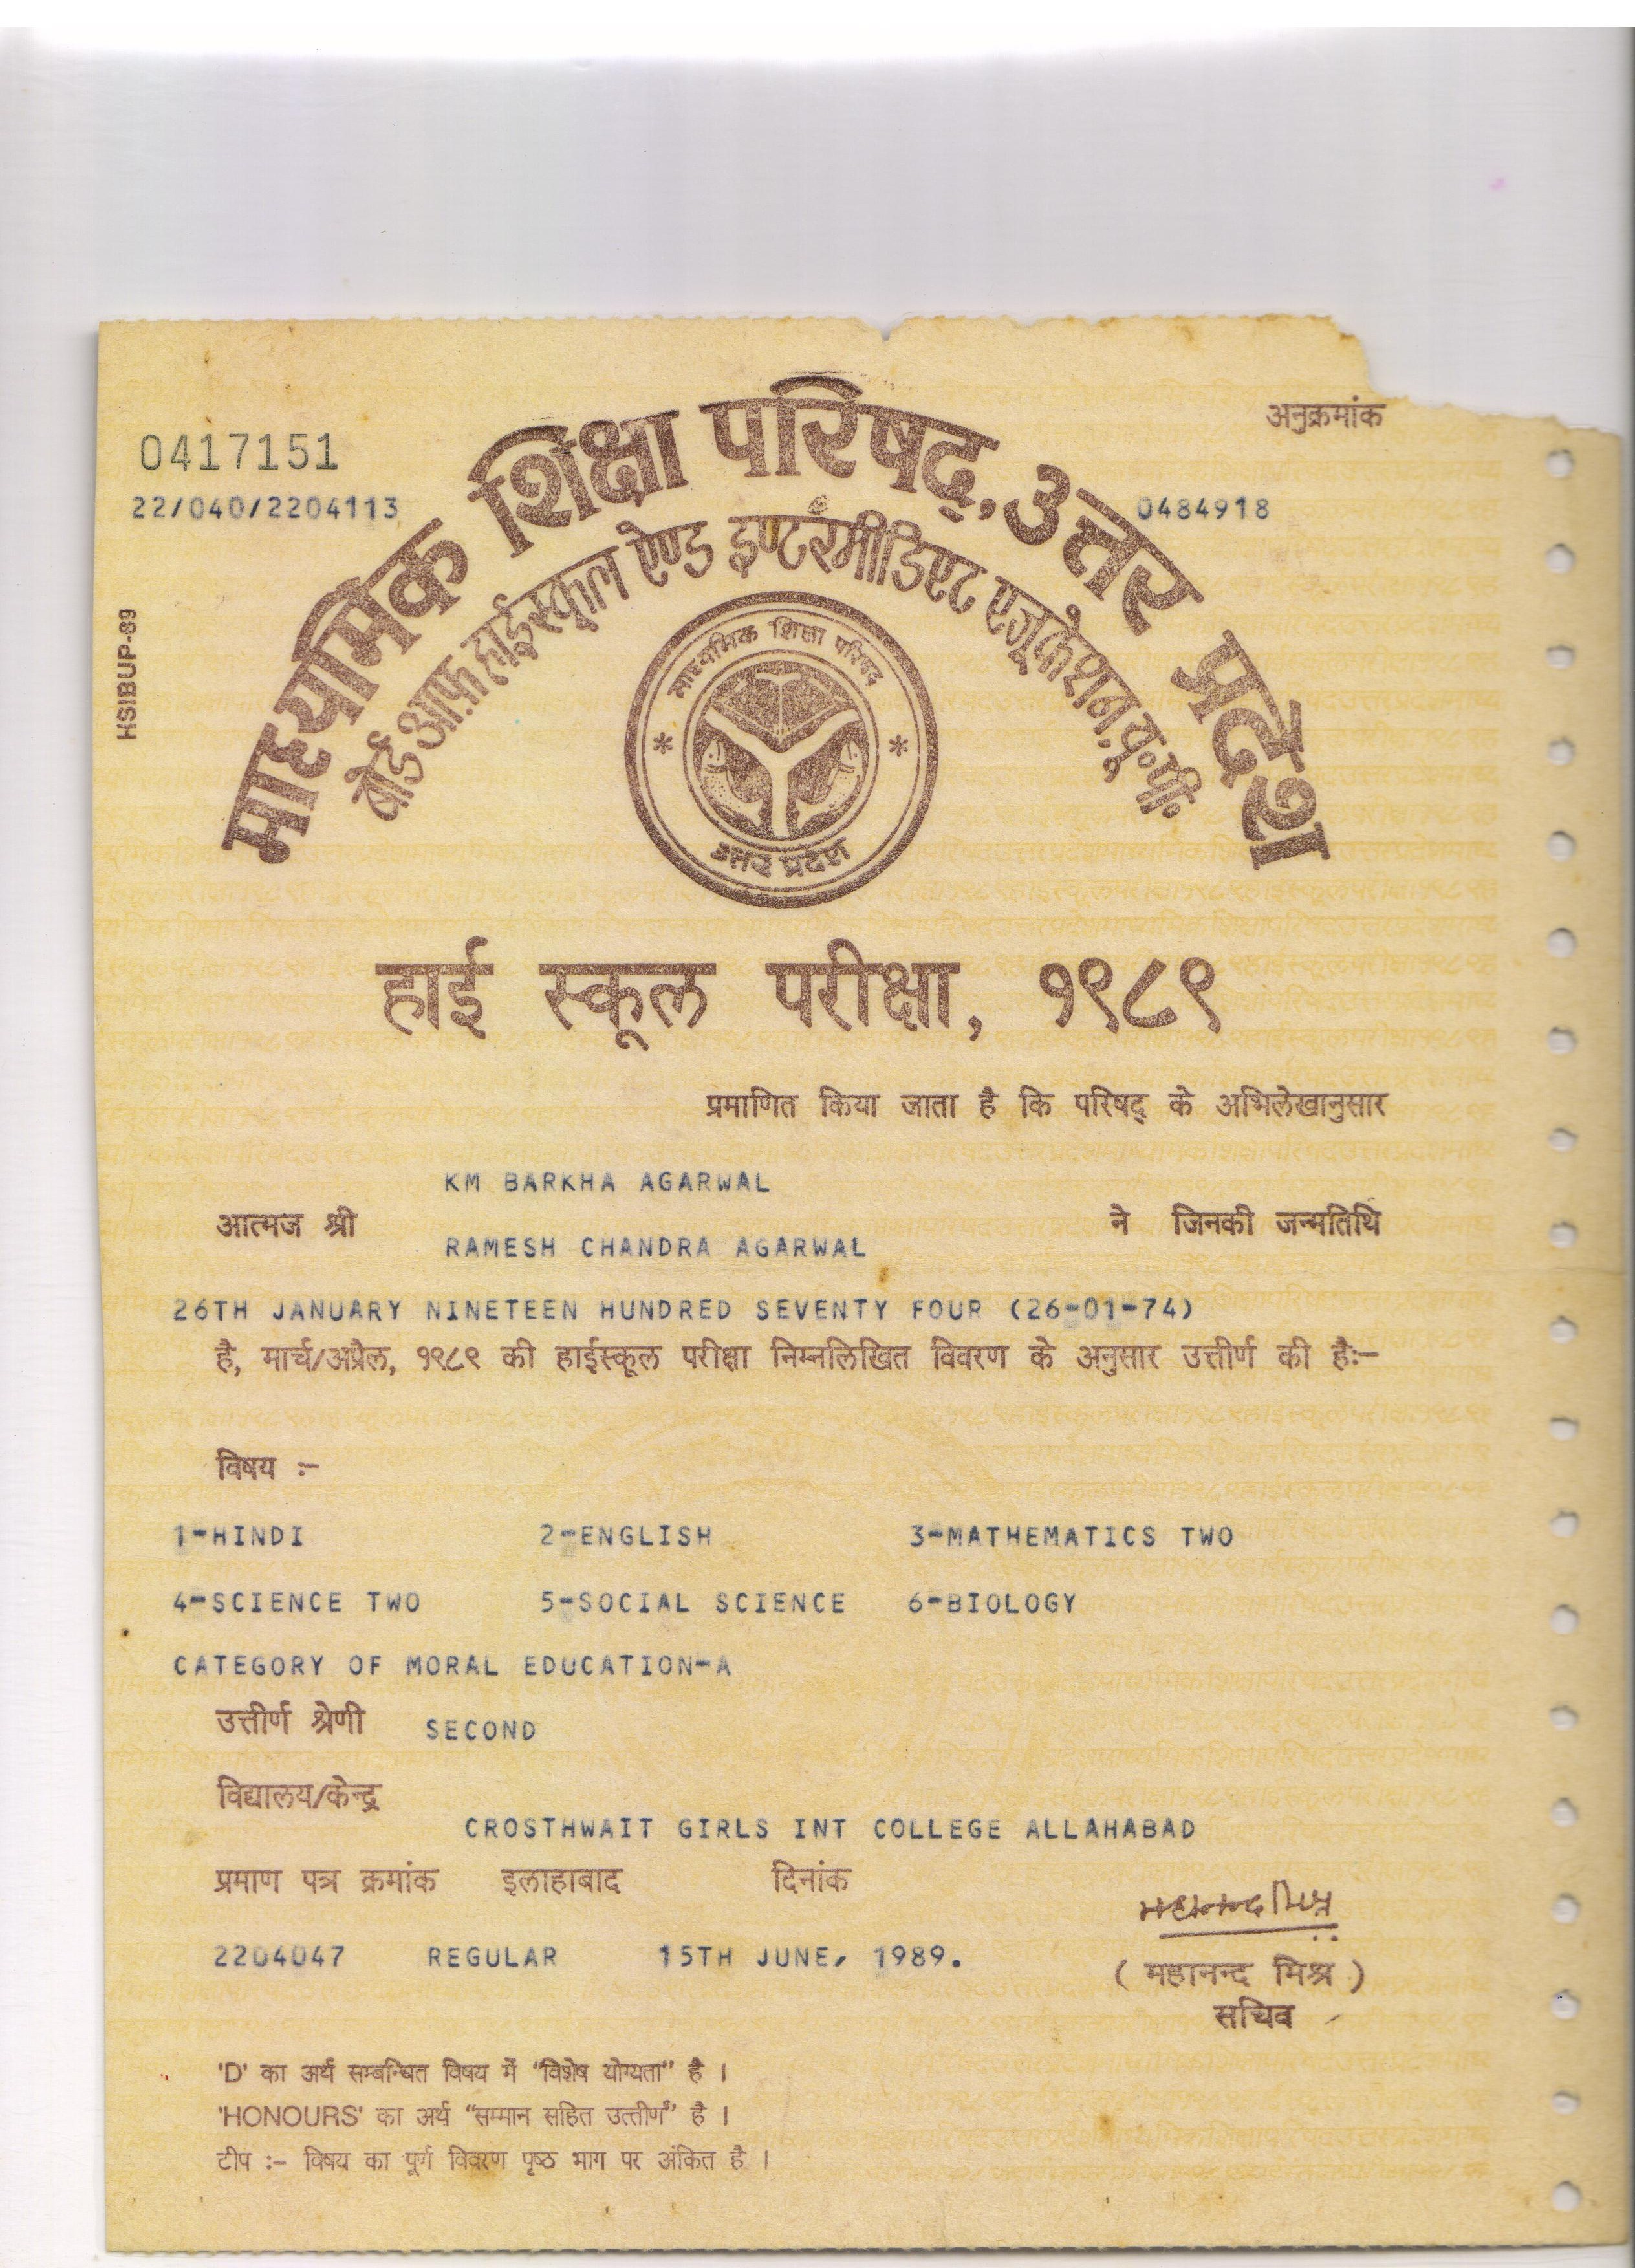 अनुक्रमांक
0417151
22/040/2204113
0484918
HSIBUP-89
माध्यमिक शिक्षा परिषद्, उत्तर प्रदेश
बोर्ड आफ़ हाईस्कूल ऐण्ड इण्टरमीडिएट एजूकेशन, यू० पी०
माध्यमिक शिक्षा परिषद
उत्तर प्रदेश
हाई स्कूल परीक्षा, १९८९
प्रमाणित किया जाता है कि परिषद् के अभिलेखानुसार
KM BARKHA AGARWAL
आत्मज श्री ने जिनकी जन्मतिथि
RAMESH CHANDRA AGARWAL
26TH JANUARY NINETEEN HUNDRED SEVENTY FOUR (26-01-74)
है, मार्च/अप्रैल, १९८९ की हाईस्कूल परीक्षा निम्नलिखित विवरण के अनुसार उत्तीर्ण की है:-
विषय :-
1-HINDI 2-ENGLISH 3-MATHEMATICS TWO
4-SCIENCE TWO 5-SOCIAL SCIENCE 6-BIOLOGY
CATEGORY OF MORAL EDUCATION-A
उत्तीर्ण श्रेणी SECOND
विद्यालय/केन्द्र
CROSTHWAIT GIRLS INT COLLEGE ALLAHABAD
प्रमाण पत्र क्रमांक इलाहाबाद दिनांक
महानन्द मिश्र
2204047 REGULAR 15TH JUNE, 1989.
( महानन्द मिश्र )
सचिव
'D' का अर्थ सम्बन्धित विषय में "विशेष योग्यता" है ।
'HONOURS' का अर्थ "सम्मान सहित उत्तीर्ण" है ।
टीप :- विषय का पूर्ण विवरण पृष्ठ भाग पर अंकित है ।